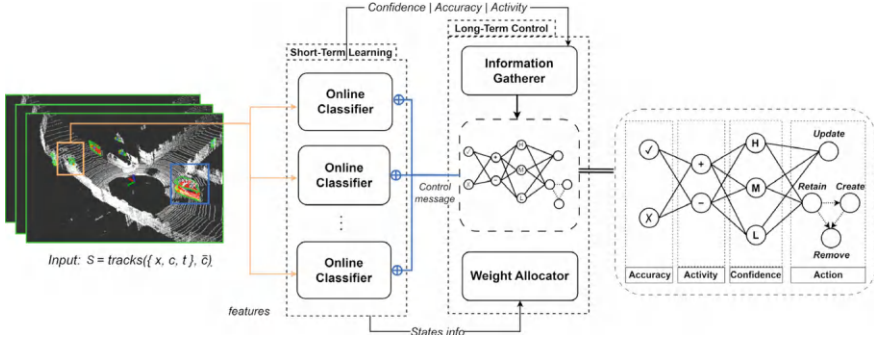 Confidence | Accuracy | Activity
Long-Term Control
Short-Term Learning
Information
Gatherer
Online
Classifier
Online
Classifier
⋮
Online
Classifier
✓
X
+
−
H
M
L
Control
message
Weight Allocator
Input: S = tracks({ x, c, t }, c̄)
features
States info
✓
X
+
−
H
M
L
Update
Retain
Create
Remove
Accuracy
Activity
Confidence
Action